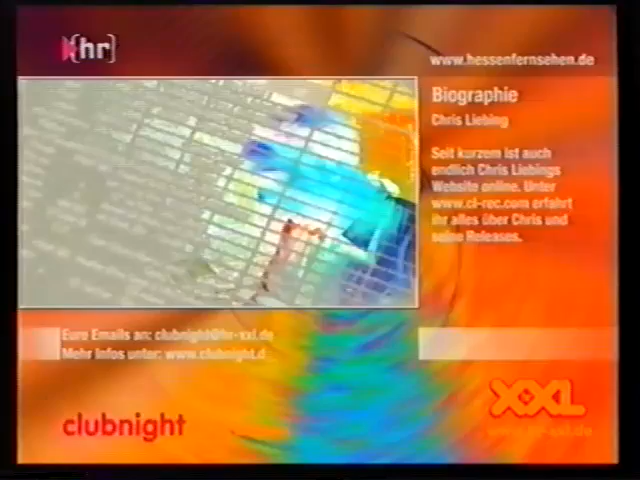 {hr}
www.hessenfernsehen.de
Biographie
Chris Liebing
Seit kurzem ist auch
endlich Chris Liebings
Website online. Unter
www.cl-rec.com erfahrt
ihr alles über Chris und
seine Releases.
Eure Emails an: clubnight@hr-xxl.de
Mehr Infos unter: www.clubnight.d
XXL
clubnight